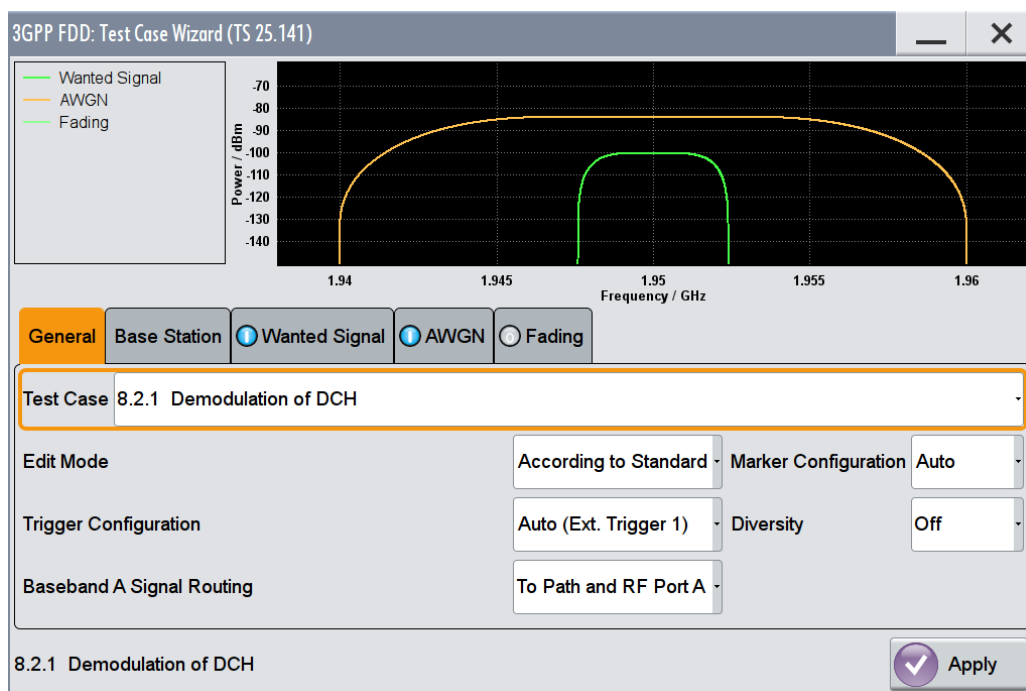 3GPP FDD: Test Case Wizard (TS 25.141)
Wanted Signal
AWGN
Fading
Power / dBm
-70
-80
-90
-100
-110
-120
-130
-140
1.94 1.945 1.95 1.955 1.96
Frequency / GHz
General Base Station Wanted Signal AWGN Fading
Test Case 8.2.1 Demodulation of DCH
Edit Mode According to Standard Marker Configuration Auto
Trigger Configuration Auto (Ext. Trigger 1) Diversity Off
Baseband A Signal Routing To Path and RF Port A
8.2.1 Demodulation of DCH Apply